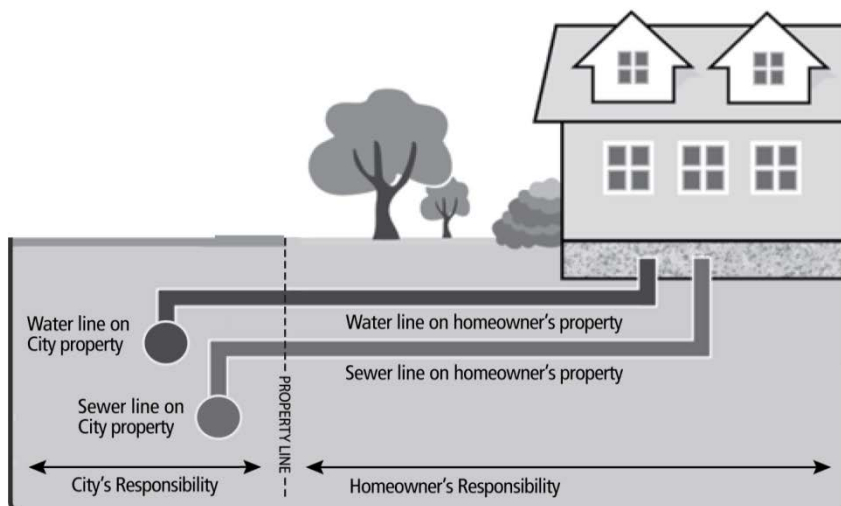 Water line on
City property
Water line on homeowner's property
Sewer line on homeowner's property
Sewer line on
City property
PROPERTY LINE
City's Responsibility
Homeowner's Responsibility